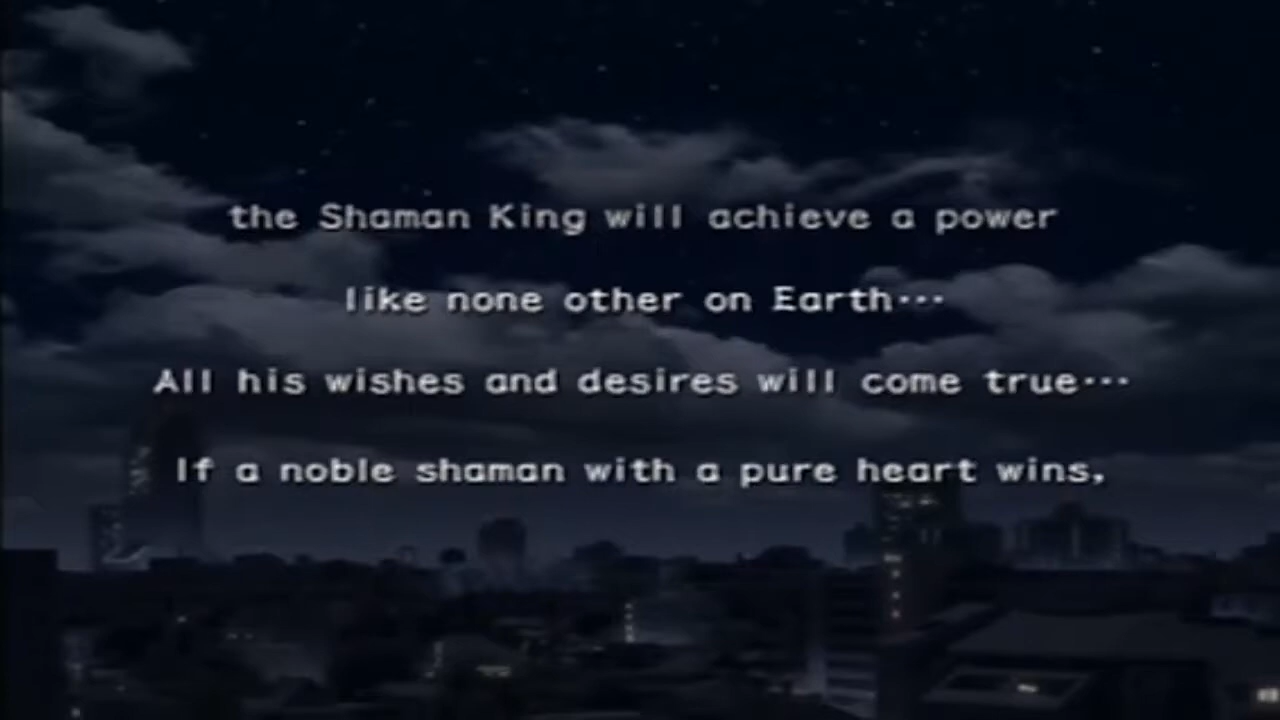 the Shaman King will achieve a power
like none other on Earth···
All his wishes and desires will come true···
If a noble shaman with a pure heart wins,